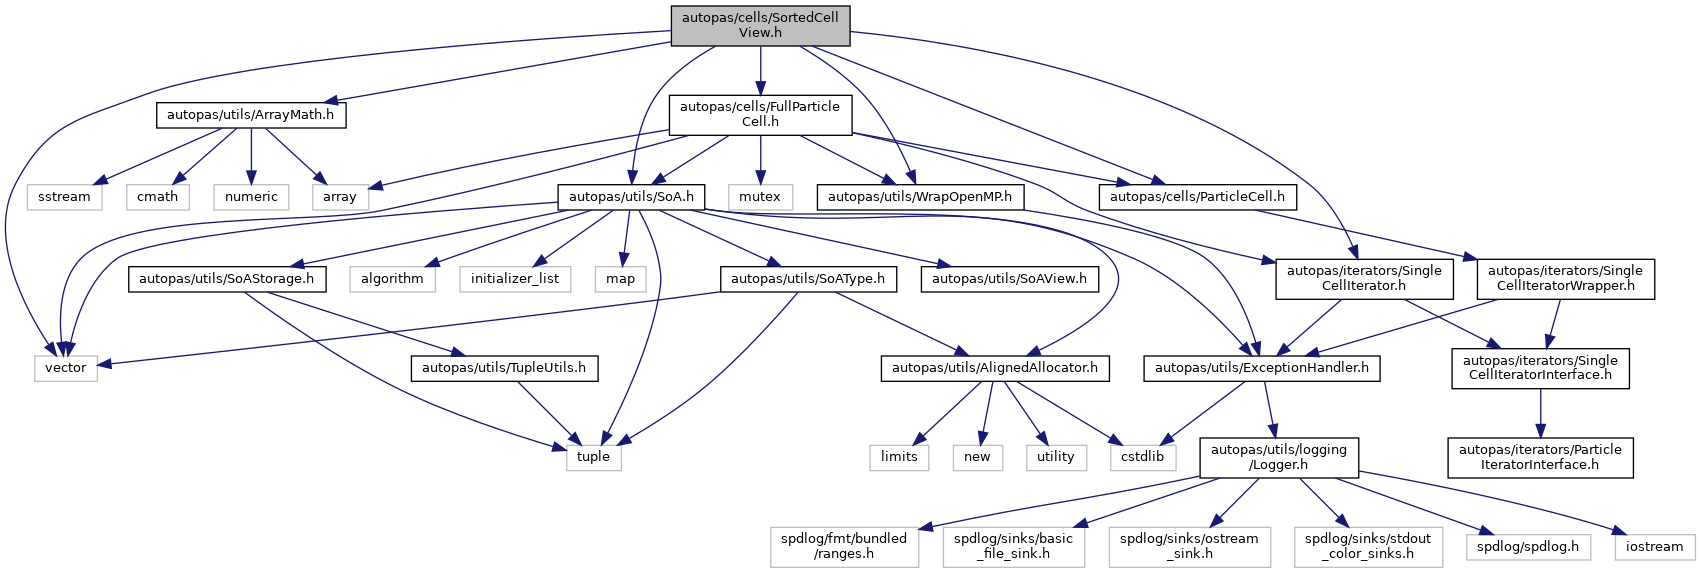 autopas/cells/SortedCell
View.h
autopas/utils/ArrayMath.h
autopas/cells/FullParticle
Cell.h
sstream
cmath
numeric
array
autopas/utils/SoA.h
mutex
autopas/utils/WrapOpenMP.h
autopas/cells/ParticleCell.h
autopas/utils/SoAStorage.h
algorithm
initializer_list
map
autopas/utils/SoAType.h
autopas/utils/SoAView.h
autopas/iterators/Single
CellIterator.h
autopas/iterators/Single
CellIteratorWrapper.h
vector
autopas/utils/TupleUtils.h
autopas/utils/AlignedAllocator.h
autopas/utils/ExceptionHandler.h
autopas/iterators/Single
CellIteratorInterface.h
tuple
limits
new
utility
cstdlib
autopas/utils/logging
/Logger.h
autopas/iterators/Particle
IteratorInterface.h
spdlog/fmt/bundled
/ranges.h
spdlog/sinks/basic
_file_sink.h
spdlog/sinks/ostream
_sink.h
spdlog/sinks/stdout
_color_sinks.h
spdlog/spdlog.h
iostream